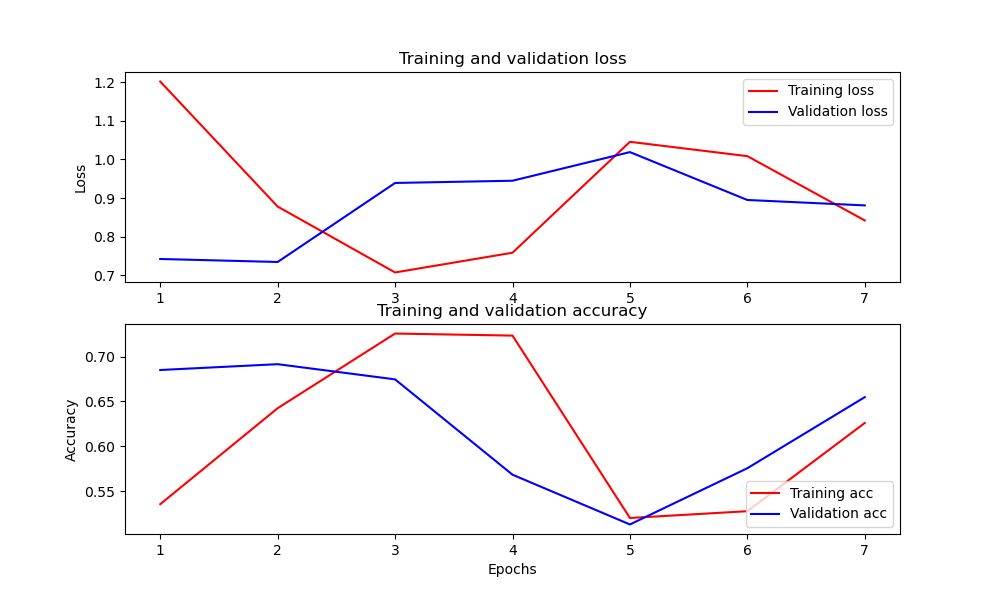 Training and validation loss
1.2
1.1
1.0
0.9
0.8
0.7
Loss
Training loss
Validation loss
1 2 3 4 5 6 7
Training and validation accuracy
0.70
0.65
0.60
0.55
Accuracy
Training acc
Validation acc
1 2 3 4 5 6 7
Epochs